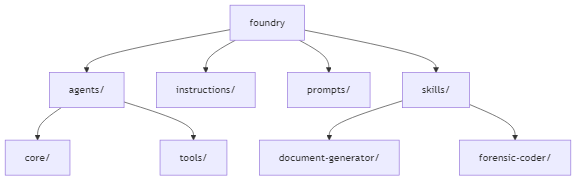 foundry
agents/
instructions/
prompts/
skills/
core/
tools/
document-generator/
forensic-coder/